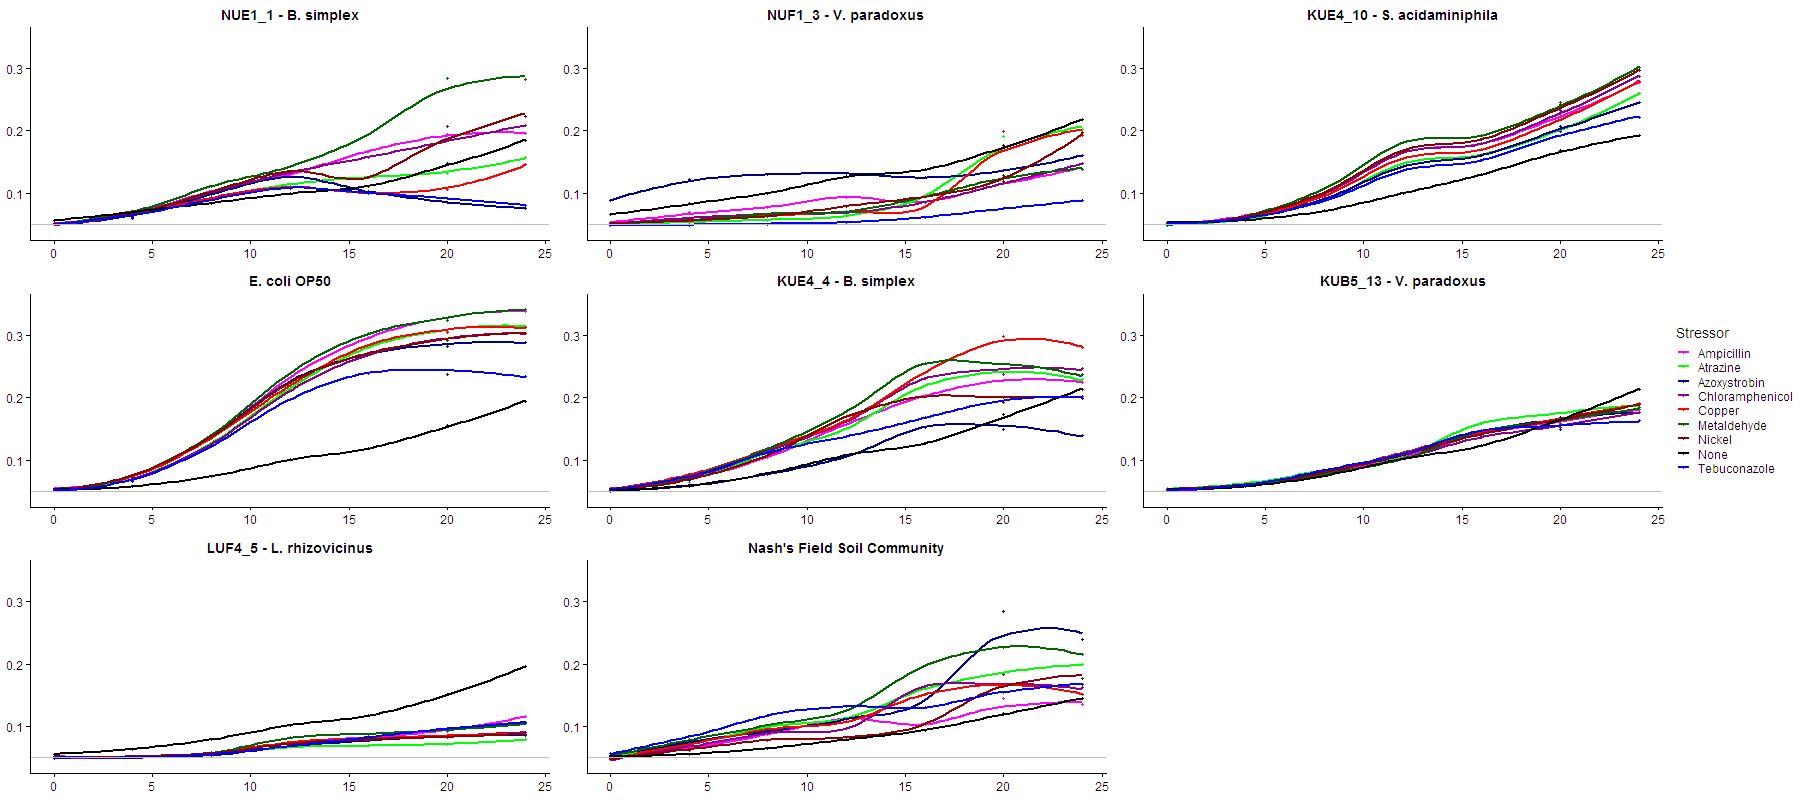 NUE1_1 - B. simplex
0.3
0.2
0.1
0 5 10 15 20 25
NUF1_3 - V. paradoxus
0.3
0.2
0.1
0 5 10 15 20 25
KUE4_10 - S. acidaminiphila
0.3
0.2
0.1
0 5 10 15 20 25
E. coli OP50
0.3
0.2
0.1
0 5 10 15 20 25
KUE4_4 - B. simplex
0.3
0.2
0.1
0 5 10 15 20 25
KUB5_13 - V. paradoxus
0.3
0.2
0.1
0 5 10 15 20 25
Stressor
Ampicillin
Atrazine
Azoxystrobin
Chloramphenicol
Copper
Metaldehyde
Nickel
None
Tebuconazole
LUF4_5 - L. rhizovicinus
0.3
0.2
0.1
0 5 10 15 20 25
Nash's Field Soil Community
0.3
0.2
0.1
0 5 10 15 20 25